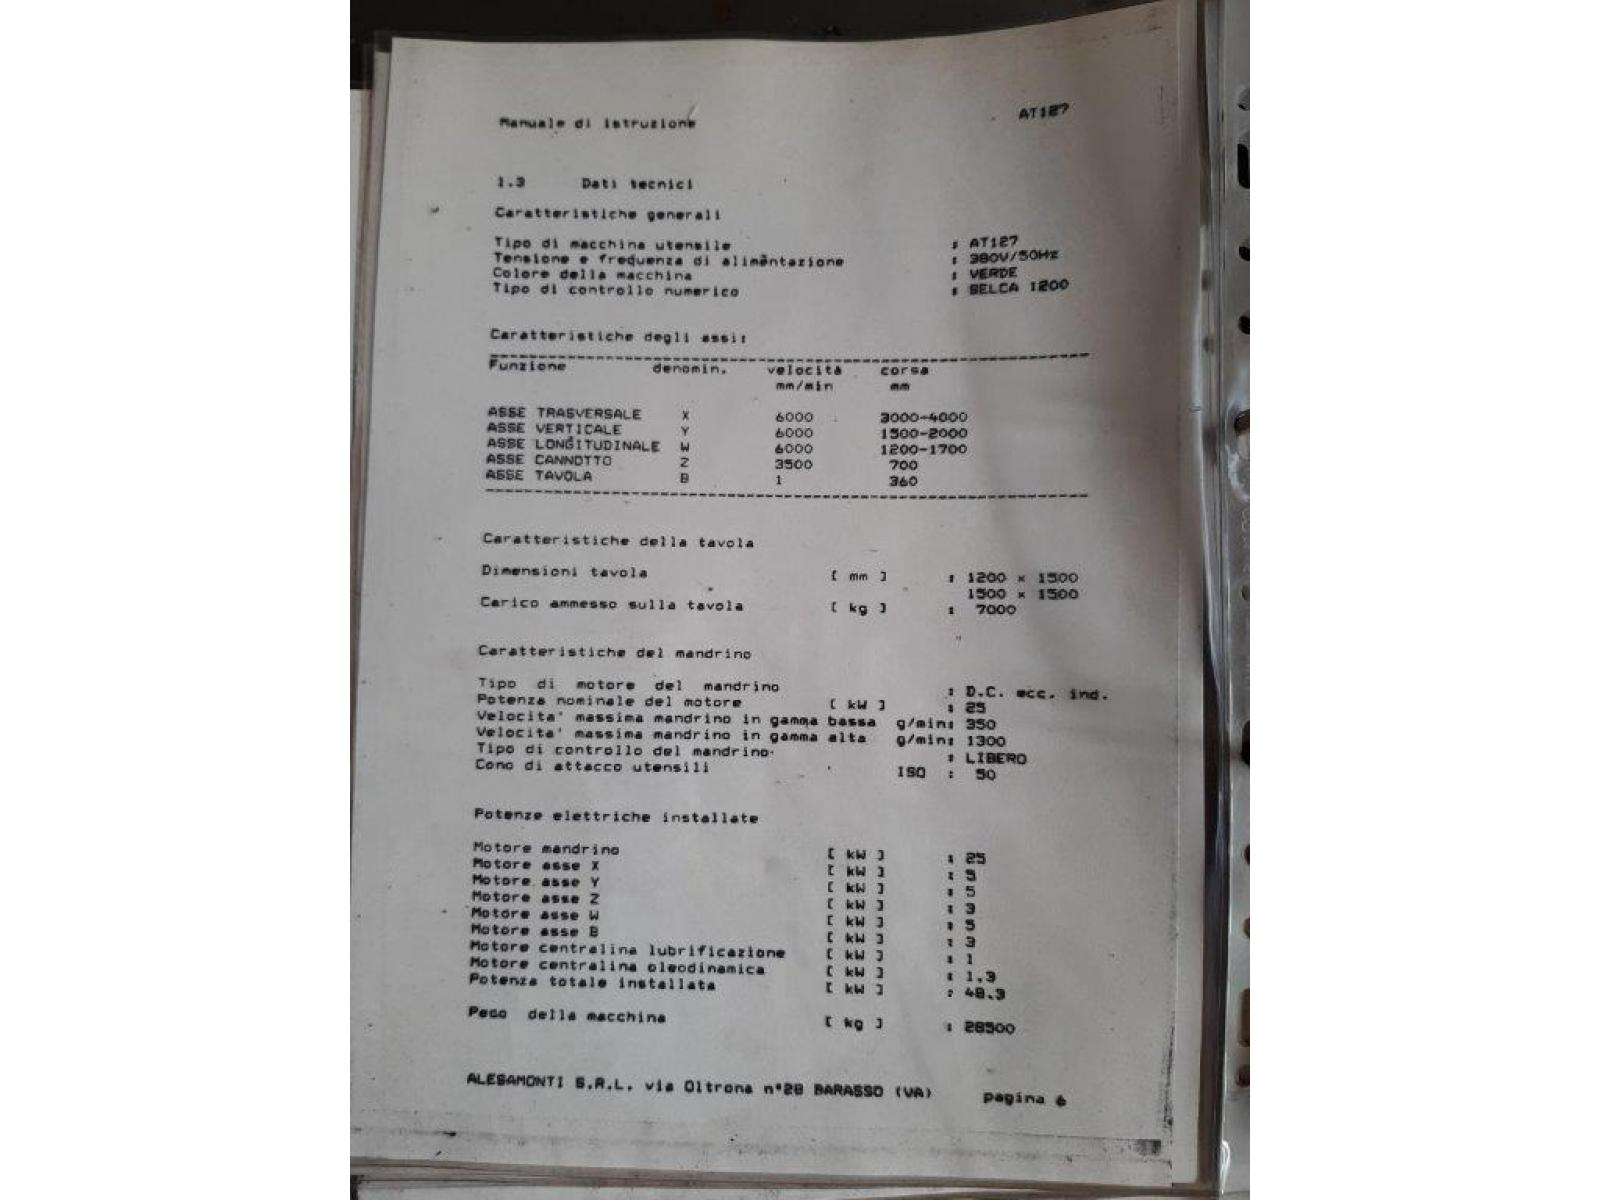 Manuale di istruzione AT127
1.3 Dati tecnici
Caratteristiche generali
Tipo di macchina utensile : AT127
Tensione e frequenza di alimentazione : 380V/50Hz
Colore della macchina : VERDE
Tipo di controllo numerico : SELCA 1200
Caratteristiche degli assi:
Funzione denomin. velocità corsa
mm/min mm
ASSE TRASVERSALE X 6000 3000-4000
ASSE VERTICALE Y 6000 1500-2000
ASSE LONGITUDINALE W 6000 1200-1700
ASSE CANNOTTO Z 3500 700
ASSE TAVOLA B 1 360
Caratteristiche della tavola
Dimensioni tavola [ mm ] : 1200 x 1500
1500 x 1500
Carico ammesso sulla tavola [ kg ] : 7000
Caratteristiche del mandrino
Tipo di motore del mandrino : D.C. ecc. ind.
Potenza nominale del motore [ kW ] : 25
Velocita' massima mandrino in gamma bassa g/min: 350
Velocita' massima mandrino in gamma alta g/min: 1300
Tipo di controllo del mandrino : LIBERO
Cono di attacco utensili ISO : 50
Potenze elettriche installate
Motore mandrino [ kW ] : 25
Motore asse X [ kW ] : 5
Motore asse Y [ kW ] : 5
Motore asse Z [ kW ] : 3
Motore asse W [ kW ] : 5
Motore asse B [ kW ] : 3
Motore centralina lubrificazione [ kW ] : 1
Motore centralina oleodinamica [ kW ] : 1.3
Potenza totale installata [ kW ] : 48.3
Peso della macchina [ kg ] : 28500
ALESAMONTI S.R.L. via Oltrona n°28 BARASSO (VA) pagina 6